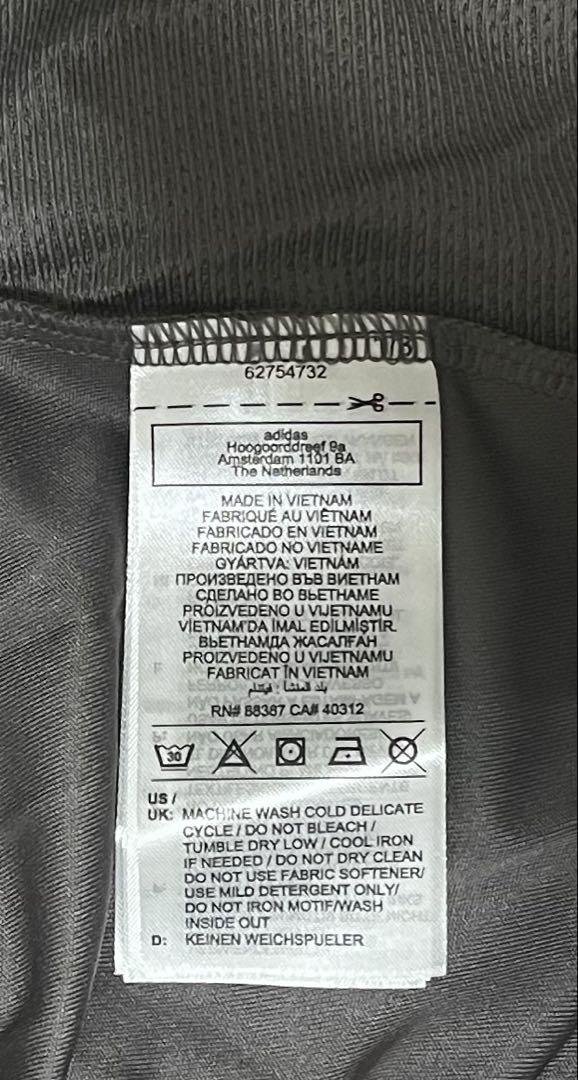 62754732
adidas
Hoogoorddreef 9a
Amsterdam 1101 BA
The Netherlands
MADE IN VIETNAM
FABRIQUÉ AU VIÊTNAM
FABRICADO EN VIETNAM
FABRICADO NO VIETNAME
GYÁRTVA: VIETNÁM
ПРОИЗВЕДЕНО ВЪВ ВИЕТНАМ
СДЕЛАНО ВО ВЬЕТНАМЕ
PROIZVEDENO U VIJETNAMU
VİETNAM'DA İMAL EDİLMİŞTİR
ВЬЕТНАМДА ЖАСАЛҒАН
PROIZVEDENO U VIJETNAMU
FABRICAT ÎN VIETNAM
بلد المنشأ : فيتنام
RN# 88387 CA# 40312
30
US /
UK: MACHINE WASH COLD DELICATE
CYCLE / DO NOT BLEACH /
TUMBLE DRY LOW / COOL IRON
IF NEEDED / DO NOT DRY CLEAN
DO NOT USE FABRIC SOFTENER/
USE MILD DETERGENT ONLY/
DO NOT IRON MOTIF/WASH
INSIDE OUT
D: KEINEN WEICHSPUELER